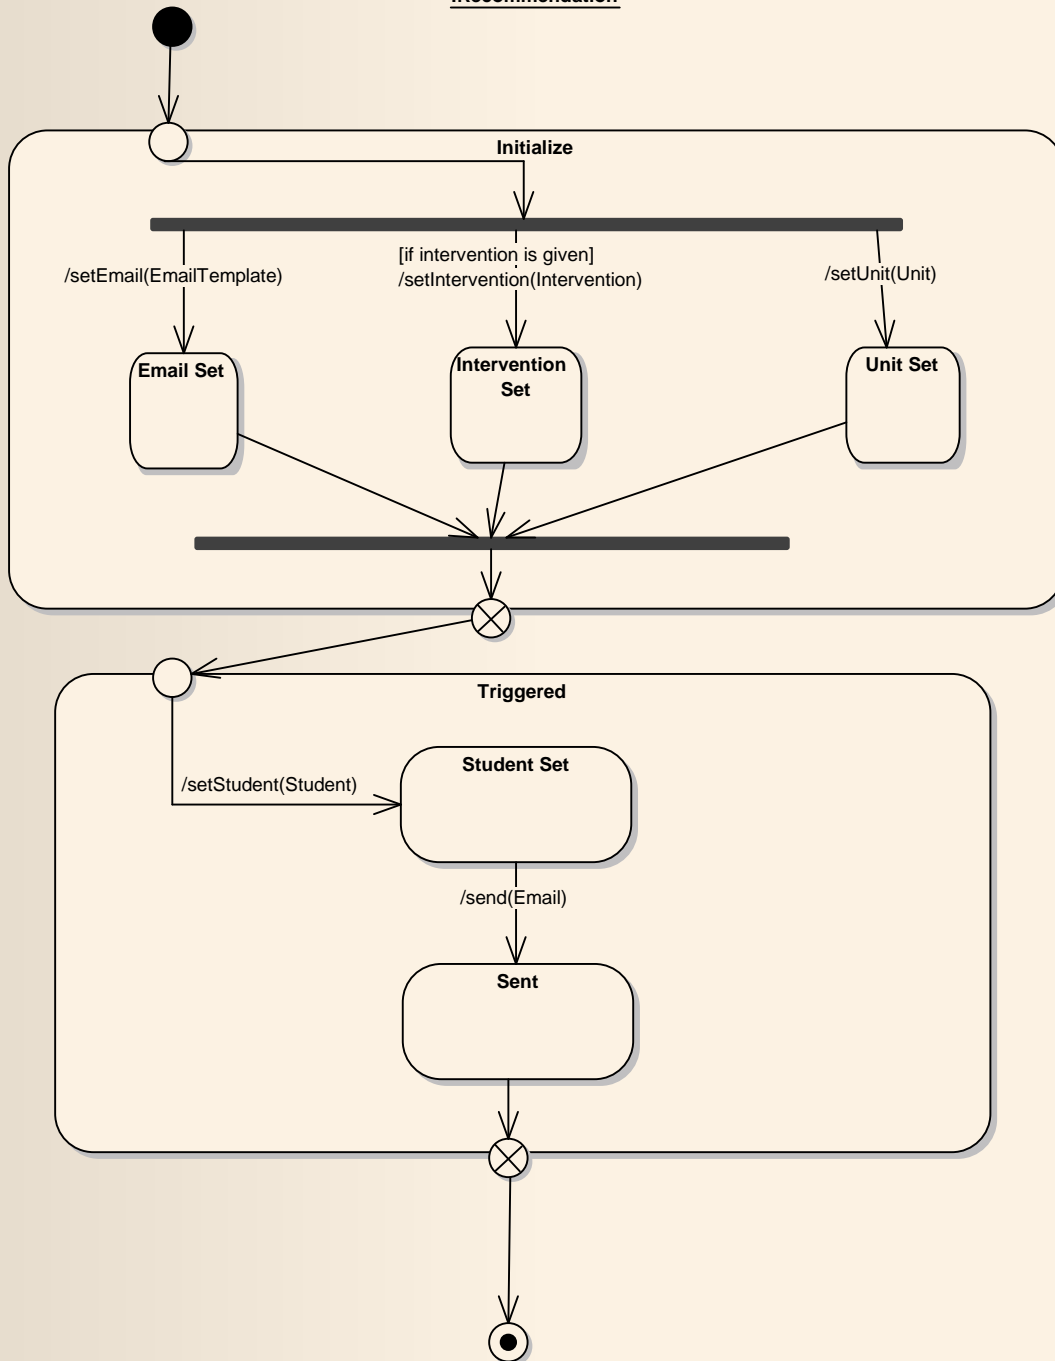 Initialize
[if intervention is given]
/setEmail(EmailTemplate)
/setIntervention(Intervention)
/setUnit(Unit)
Email Set
Intervention
Set
Unit Set
Triggered
/setStudent(Student)
Student Set
/send(Email)
Sent